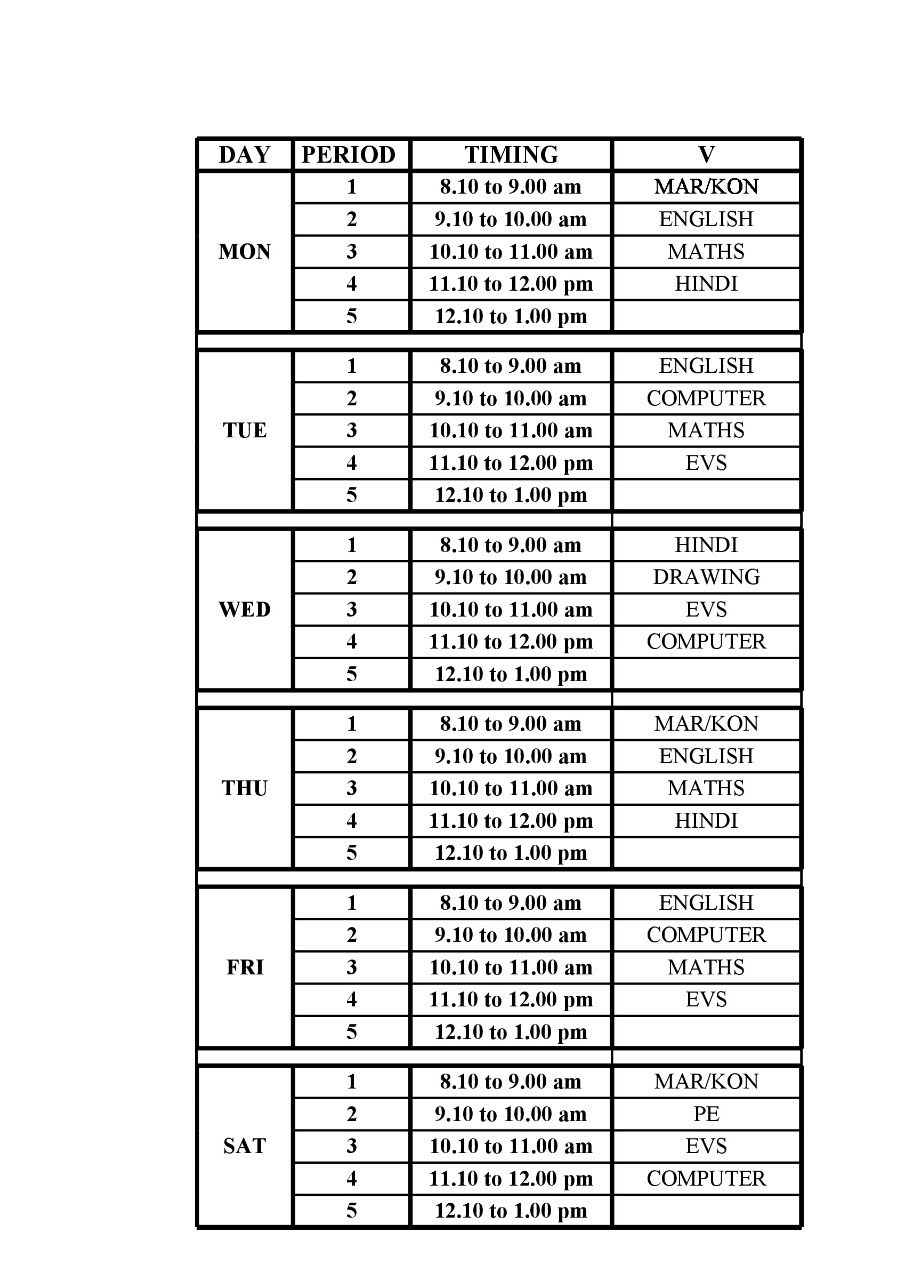 DAY PERIOD TIMING V
1 8.10 to 9.00 am MAR/KON
2 9.10 to 10.00 am ENGLISH
MON 3 10.10 to 11.00 am MATHS
4 11.10 to 12.00 pm HINDI
5 12.10 to 1.00 pm
1 8.10 to 9.00 am ENGLISH
2 9.10 to 10.00 am COMPUTER
TUE 3 10.10 to 11.00 am MATHS
4 11.10 to 12.00 pm EVS
5 12.10 to 1.00 pm
1 8.10 to 9.00 am HINDI
2 9.10 to 10.00 am DRAWING
WED 3 10.10 to 11.00 am EVS
4 11.10 to 12.00 pm COMPUTER
5 12.10 to 1.00 pm
1 8.10 to 9.00 am MAR/KON
2 9.10 to 10.00 am ENGLISH
THU 3 10.10 to 11.00 am MATHS
4 11.10 to 12.00 pm HINDI
5 12.10 to 1.00 pm
1 8.10 to 9.00 am ENGLISH
2 9.10 to 10.00 am COMPUTER
FRI 3 10.10 to 11.00 am MATHS
4 11.10 to 12.00 pm EVS
5 12.10 to 1.00 pm
1 8.10 to 9.00 am MAR/KON
2 9.10 to 10.00 am PE
SAT 3 10.10 to 11.00 am EVS
4 11.10 to 12.00 pm COMPUTER
5 12.10 to 1.00 pm